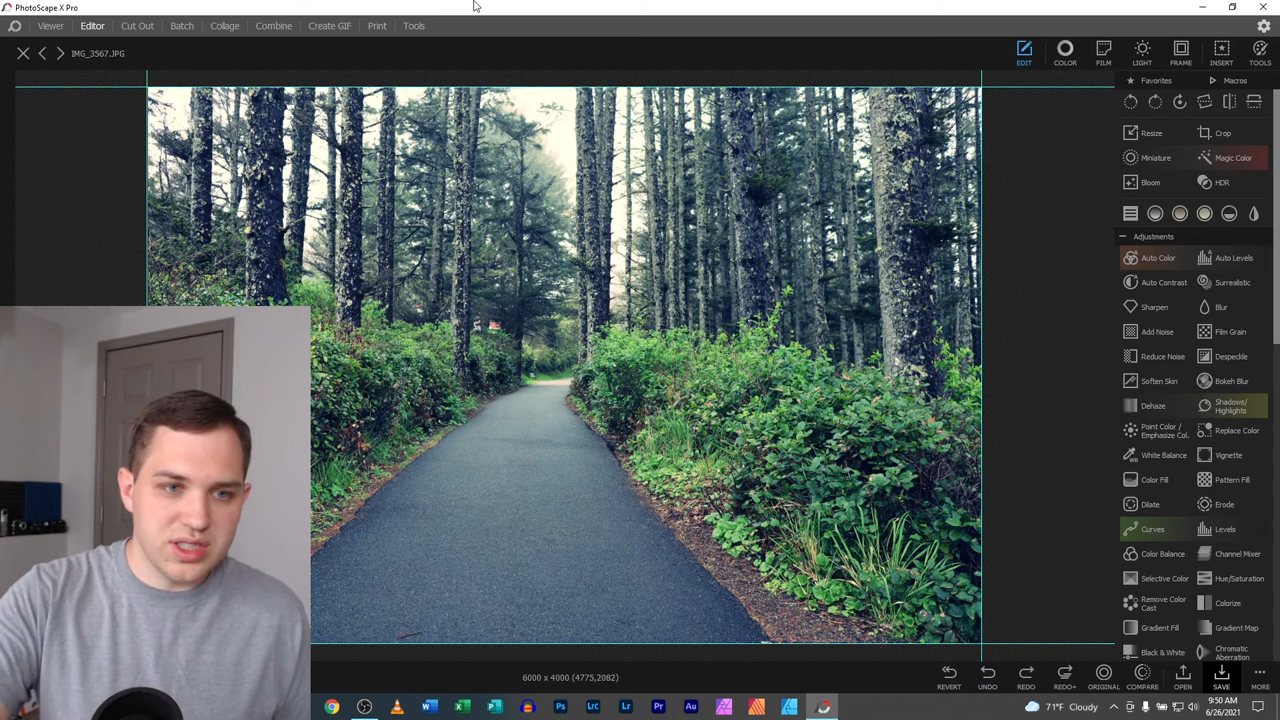 PhotoScape X Pro
Viewer Editor Cut Out Batch Collage Combine Create GIF Print Tools
IMG_3567.JPG
EDIT COLOR FILM LIGHT FRAME INSERT TOOLS
Favorites Macros
Resize Crop
Miniature Magic Color
Bloom HDR
Adjustments
Auto Color Auto Levels
Auto Contrast Surrealistic
Sharpen Blur
Add Noise Film Grain
Reduce Noise Despeckle
Soften Skin Bokeh Blur
Dehaze Shadows/
Highlights
Point Color /
Emphasize Col. Replace Color
White Balance Vignette
Color Fill Pattern Fill
Dilate Erode
Curves Levels
Color Balance Channel Mixer
Selective Color Hue/Saturation
Remove Color
Cast Colorize
Gradient Fill Gradient Map
Black & White Chromatic
Aberration
6000 x 4000 (4775,2082)
REVERT UNDO REDO REDO+ ORIGINAL COMPARE OPEN SAVE MORE
Ps LrC Lr Pr Au
71°F Cloudy
9:50 AM
6/26/2021